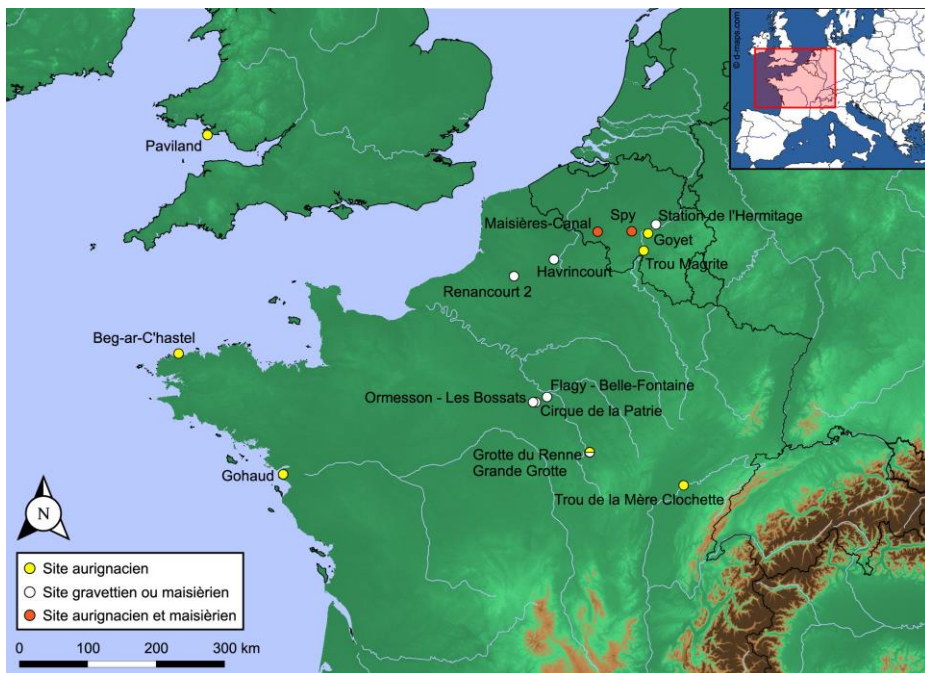 © d-maps.com
Paviland
Station de l'Hermitage
Spy
Maisières-Canal
Goyet
Trou Magrite
Havrincourt
Renancourt 2
Beg-ar-C'hastel
Flagy - Belle-Fontaine
Ormesson - Les Bossats
Cirque de la Patrie
Grotte du Renne
Grande Grotte
Gohaud
Trou de la Mère Clochette
N
Site aurignacien
Site gravettien ou maisièrien
Site aurignacien et maisièrien
0 100 200 300 km